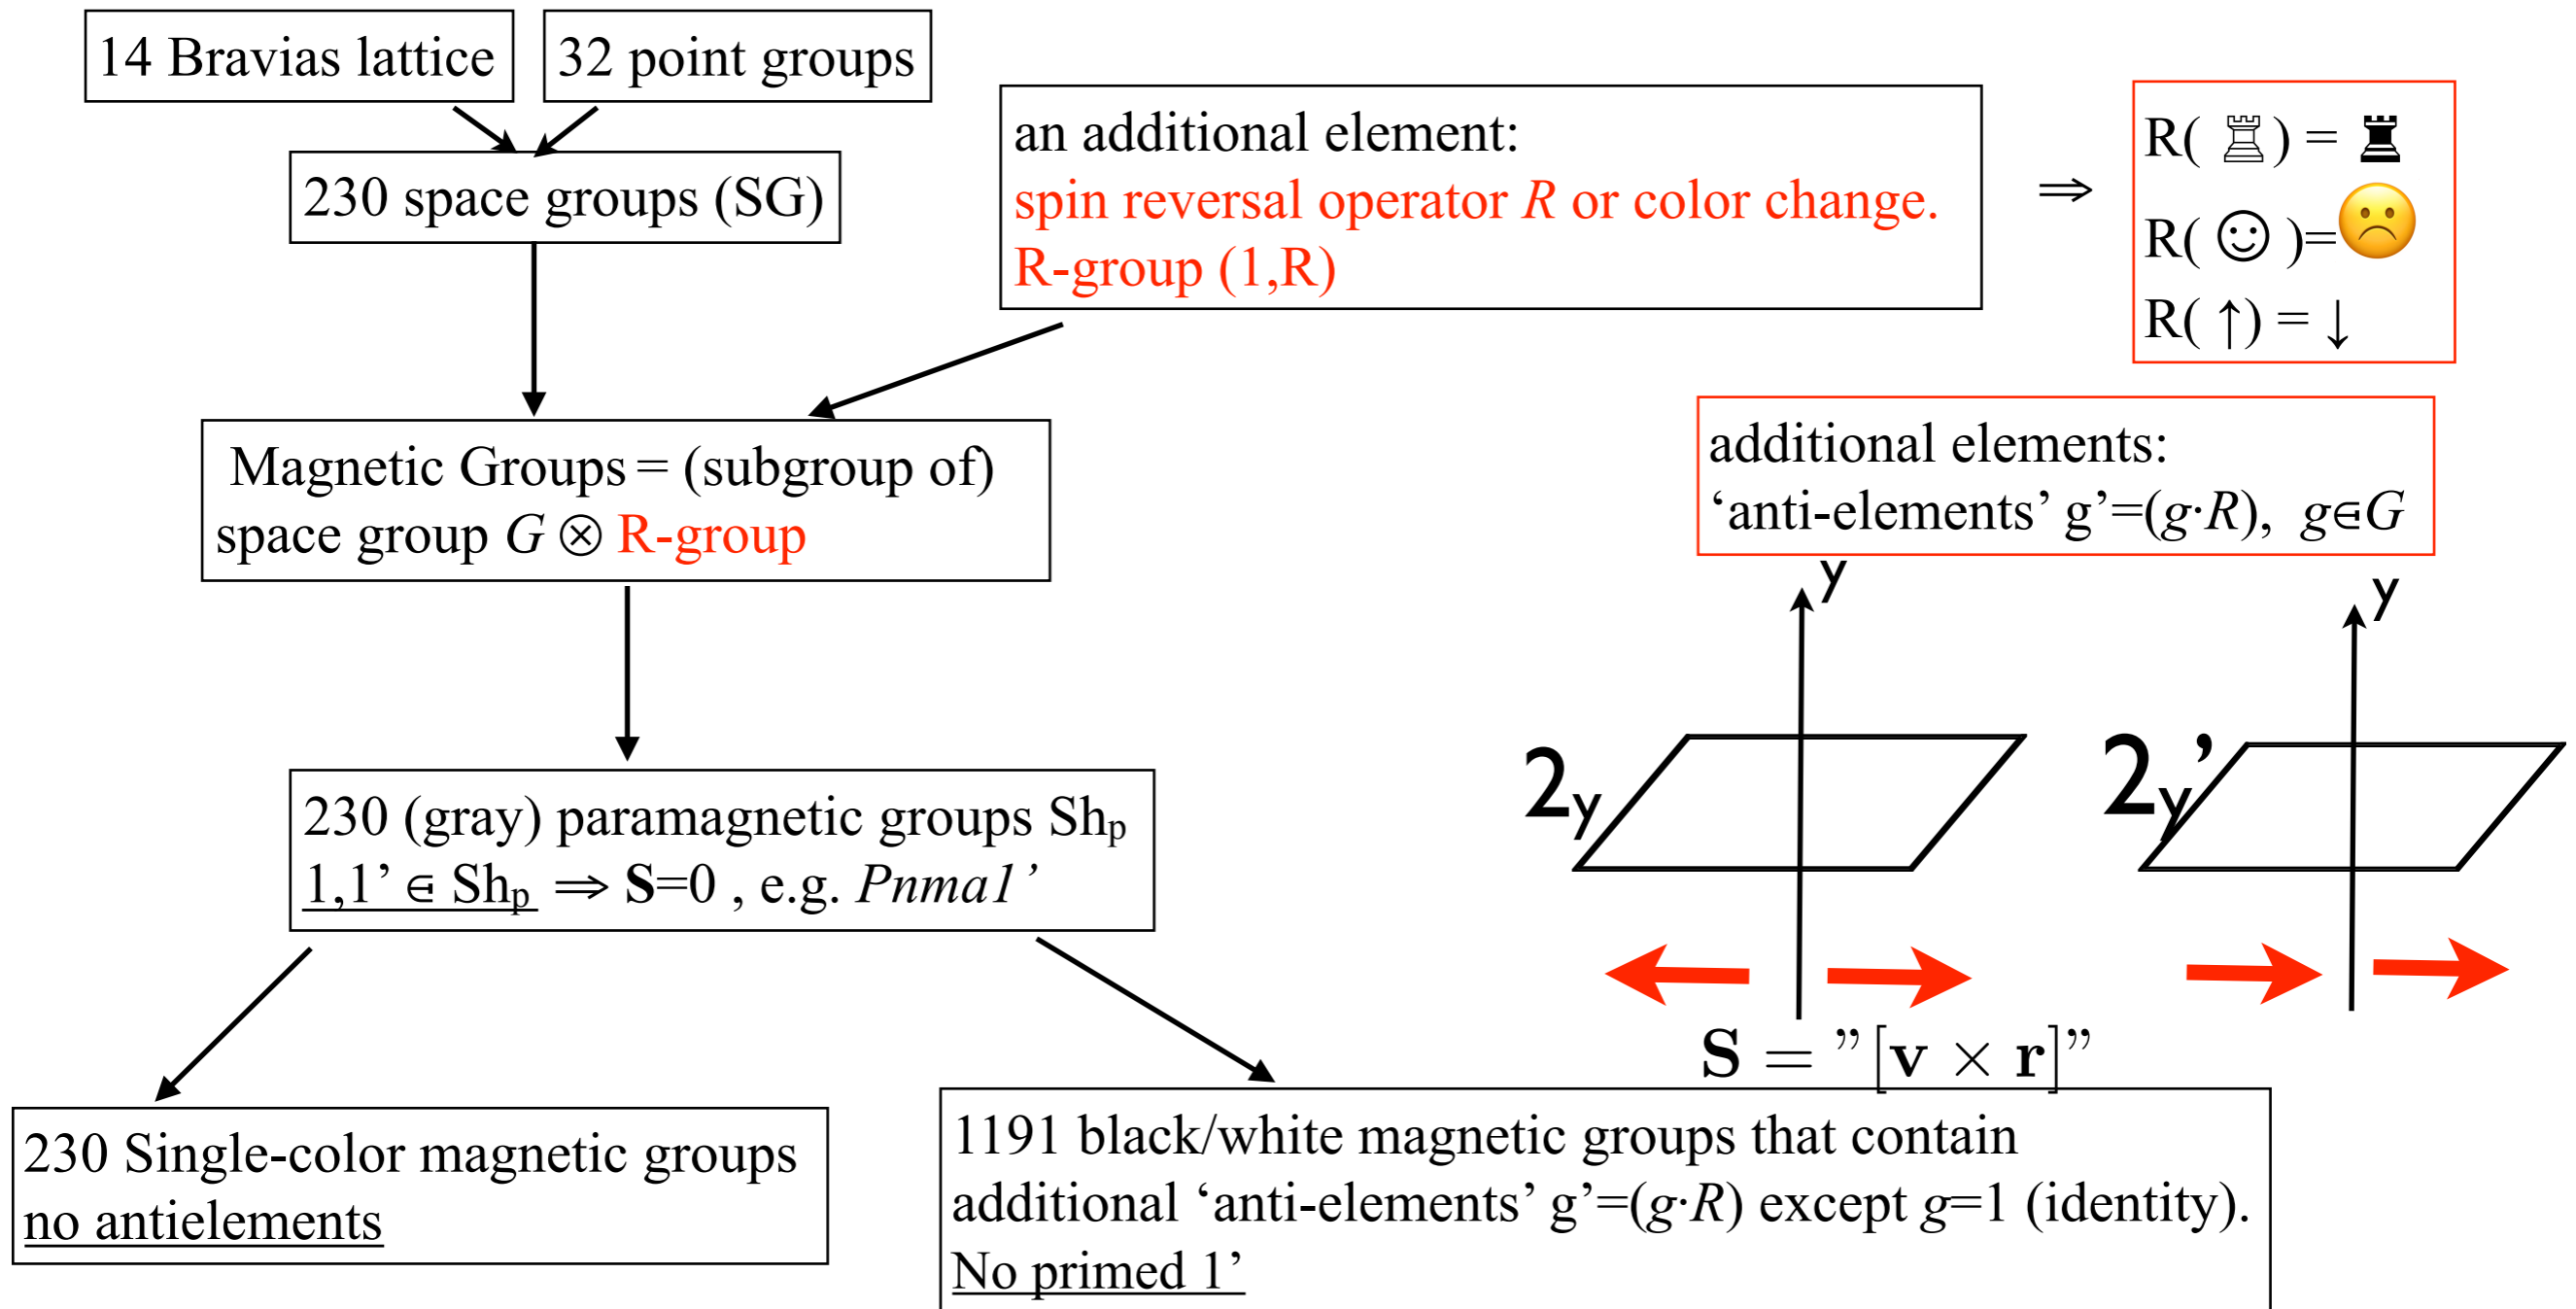 14 Bravias lattice
32 point groups
230 space groups (SG)
an additional element:
spin reversal operator R or color change.
R-group (1,R)
⇒
R( ♖ ) = ♜
R( ☺ )=☹️
R( ↑) = ↓
Magnetic Groups = (subgroup of)
space group G ⊗ R-group
additional elements:
‘anti-elements’ g’=(g·R), g∈G
y
y
2y
2y’
230 (gray) paramagnetic groups Shp
1,1’ ∈ Shp ⇒ S=0 , e.g. Pnma1’
S = ”[v × r]”
230 Single-color magnetic groups
no antielements
1191 black/white magnetic groups that contain
additional ‘anti-elements’ g’=(g·R) except g=1 (identity).
No primed 1’